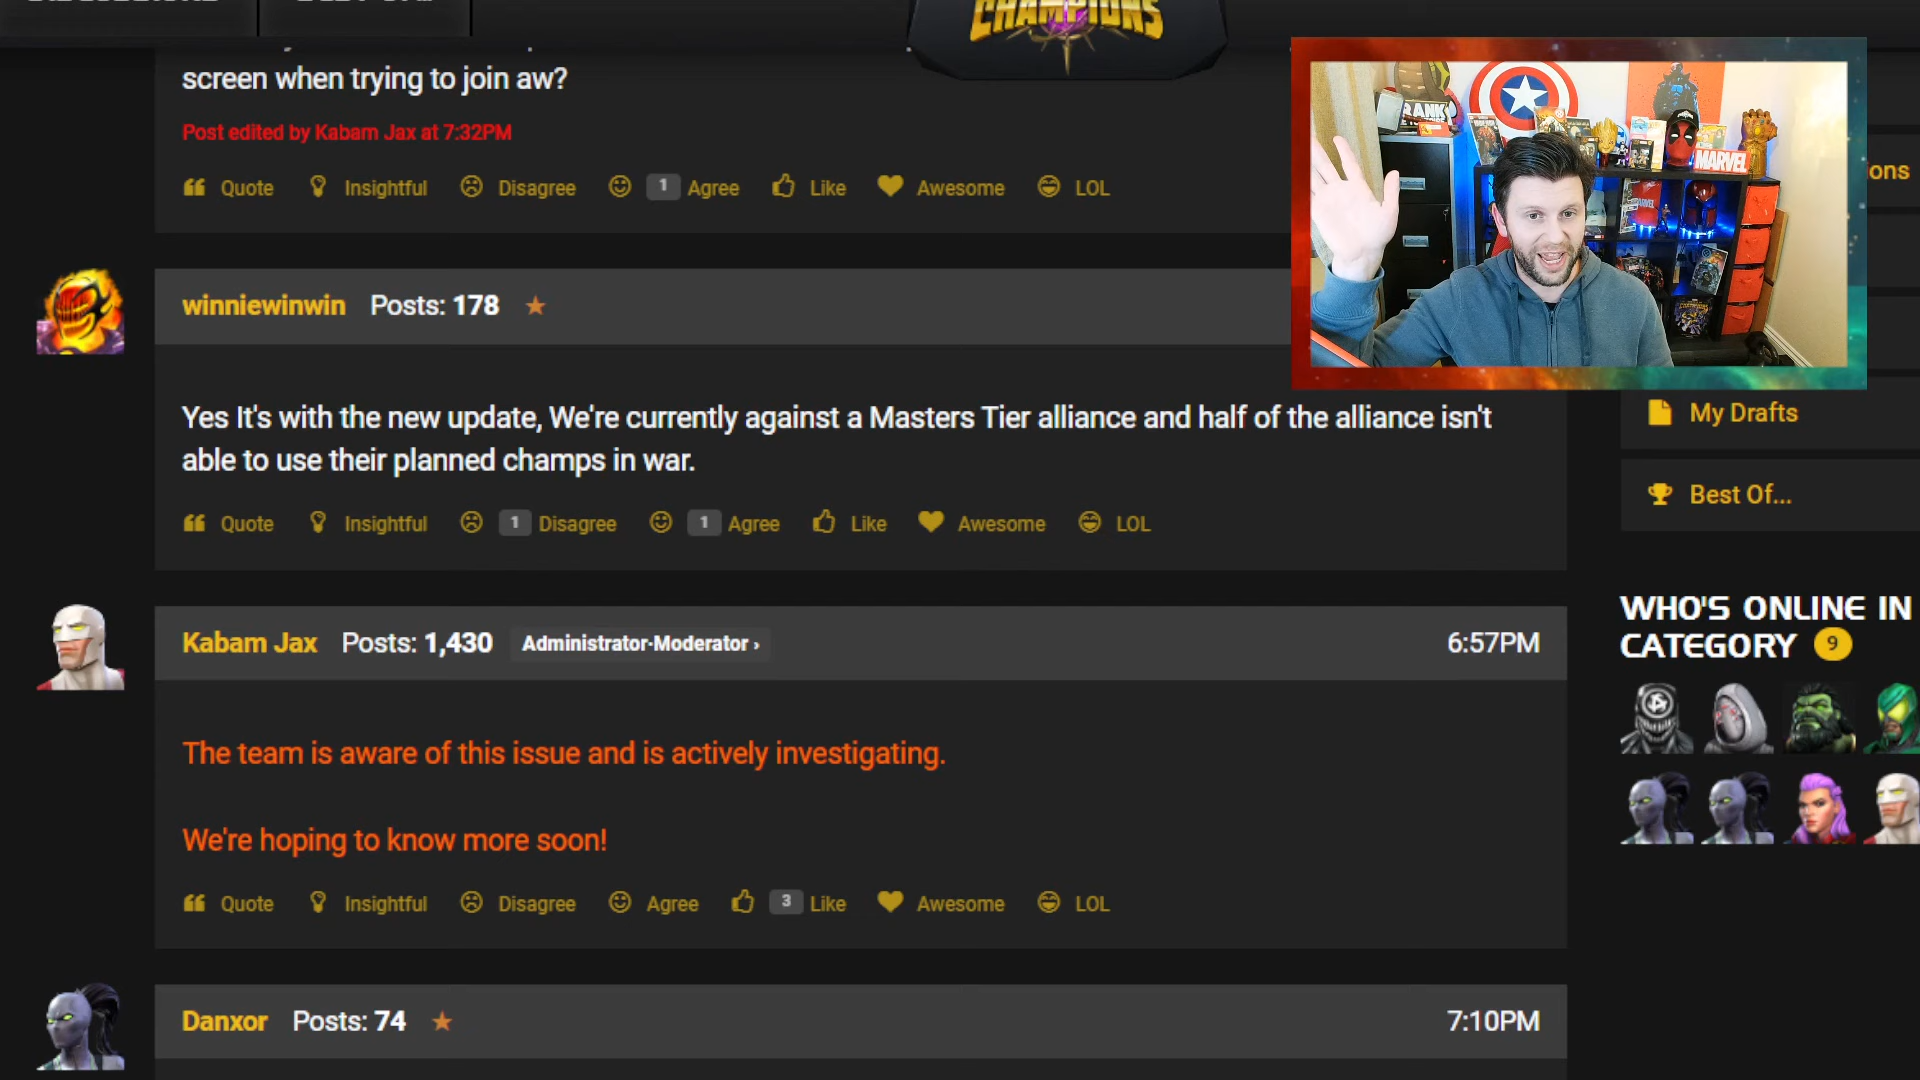 CHAMPIONS
screen when trying to join aw?
Post edited by Kabam Jax at 7:32PM
Quote Insightful Disagree 1 Agree Like Awesome LOL
RANK
MARVEL
ons
winniewinwin Posts: 178
Yes It's with the new update, We're currently against a Masters Tier alliance and half of the alliance isn't
able to use their planned champs in war.
Quote Insightful 1 Disagree 1 Agree Like Awesome LOL
My Drafts
Best Of...
WHO'S ONLINE IN
CATEGORY 9
Kabam Jax Posts: 1,430 Administrator-Moderator › 6:57PM
The team is aware of this issue and is actively investigating.
We're hoping to know more soon!
Quote Insightful Disagree Agree 3 Like Awesome LOL
Danxor Posts: 74 7:10PM